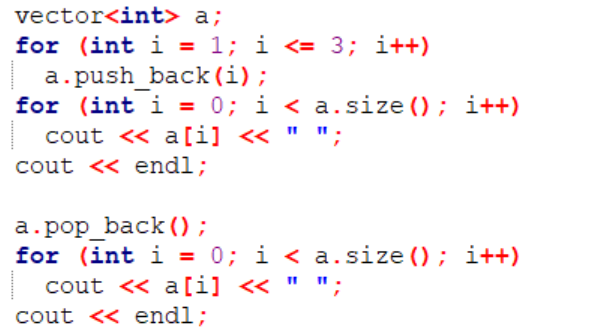 vector<int> a;
for (int i = 1; i <= 3; i++)
a.push_back(i);
for (int i = 0; i < a.size(); i++)
cout << a[i] << " ";
cout << endl;
a.pop_back();
for (int i = 0; i < a.size(); i++)
cout << a[i] << " ";
cout << endl;